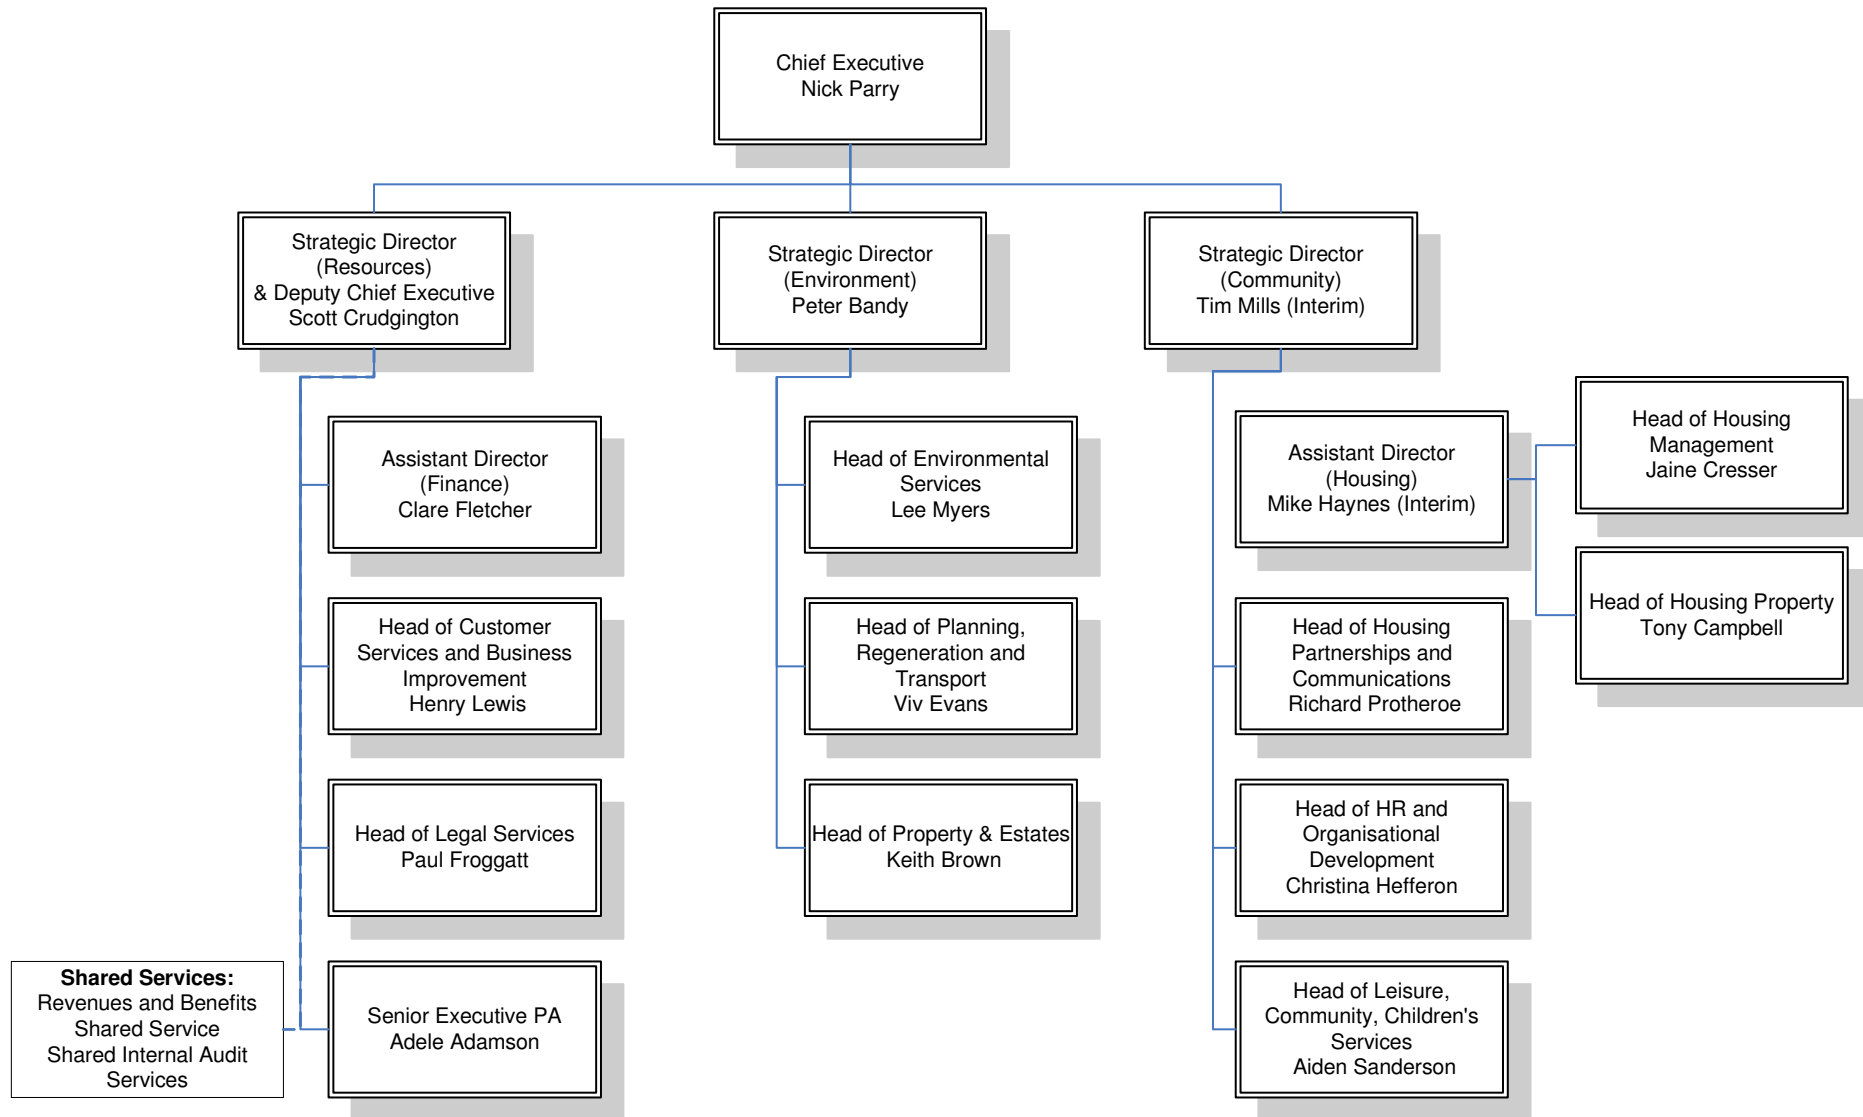 Chief Executive
Nick Parry
Strategic Director
(Resources)
& Deputy Chief Executive
Scott Crudgington
Strategic Director
(Environment)
Peter Bandy
Strategic Director
(Community)
Tim Mills (Interim)
Assistant Director
(Finance)
Clare Fletcher
Head of Customer
Services and Business
Improvement
Henry Lewis
Head of Legal Services
Paul Froggatt
Senior Executive PA
Adele Adamson
Shared Services:
Revenues and Benefits
Shared Service
Shared Internal Audit
Services
Head of Environmental
Services
Lee Myers
Head of Planning,
Regeneration and
Transport
Viv Evans
Head of Property & Estates
Keith Brown
Assistant Director
(Housing)
Mike Haynes (Interim)
Head of Housing
Management
Jaine Cresser
Head of Housing Property
Tony Campbell
Head of Housing
Partnerships and
Communications
Richard Protheroe
Head of HR and
Organisational
Development
Christina Hefferon
Head of Leisure,
Community, Children's
Services
Aiden Sanderson